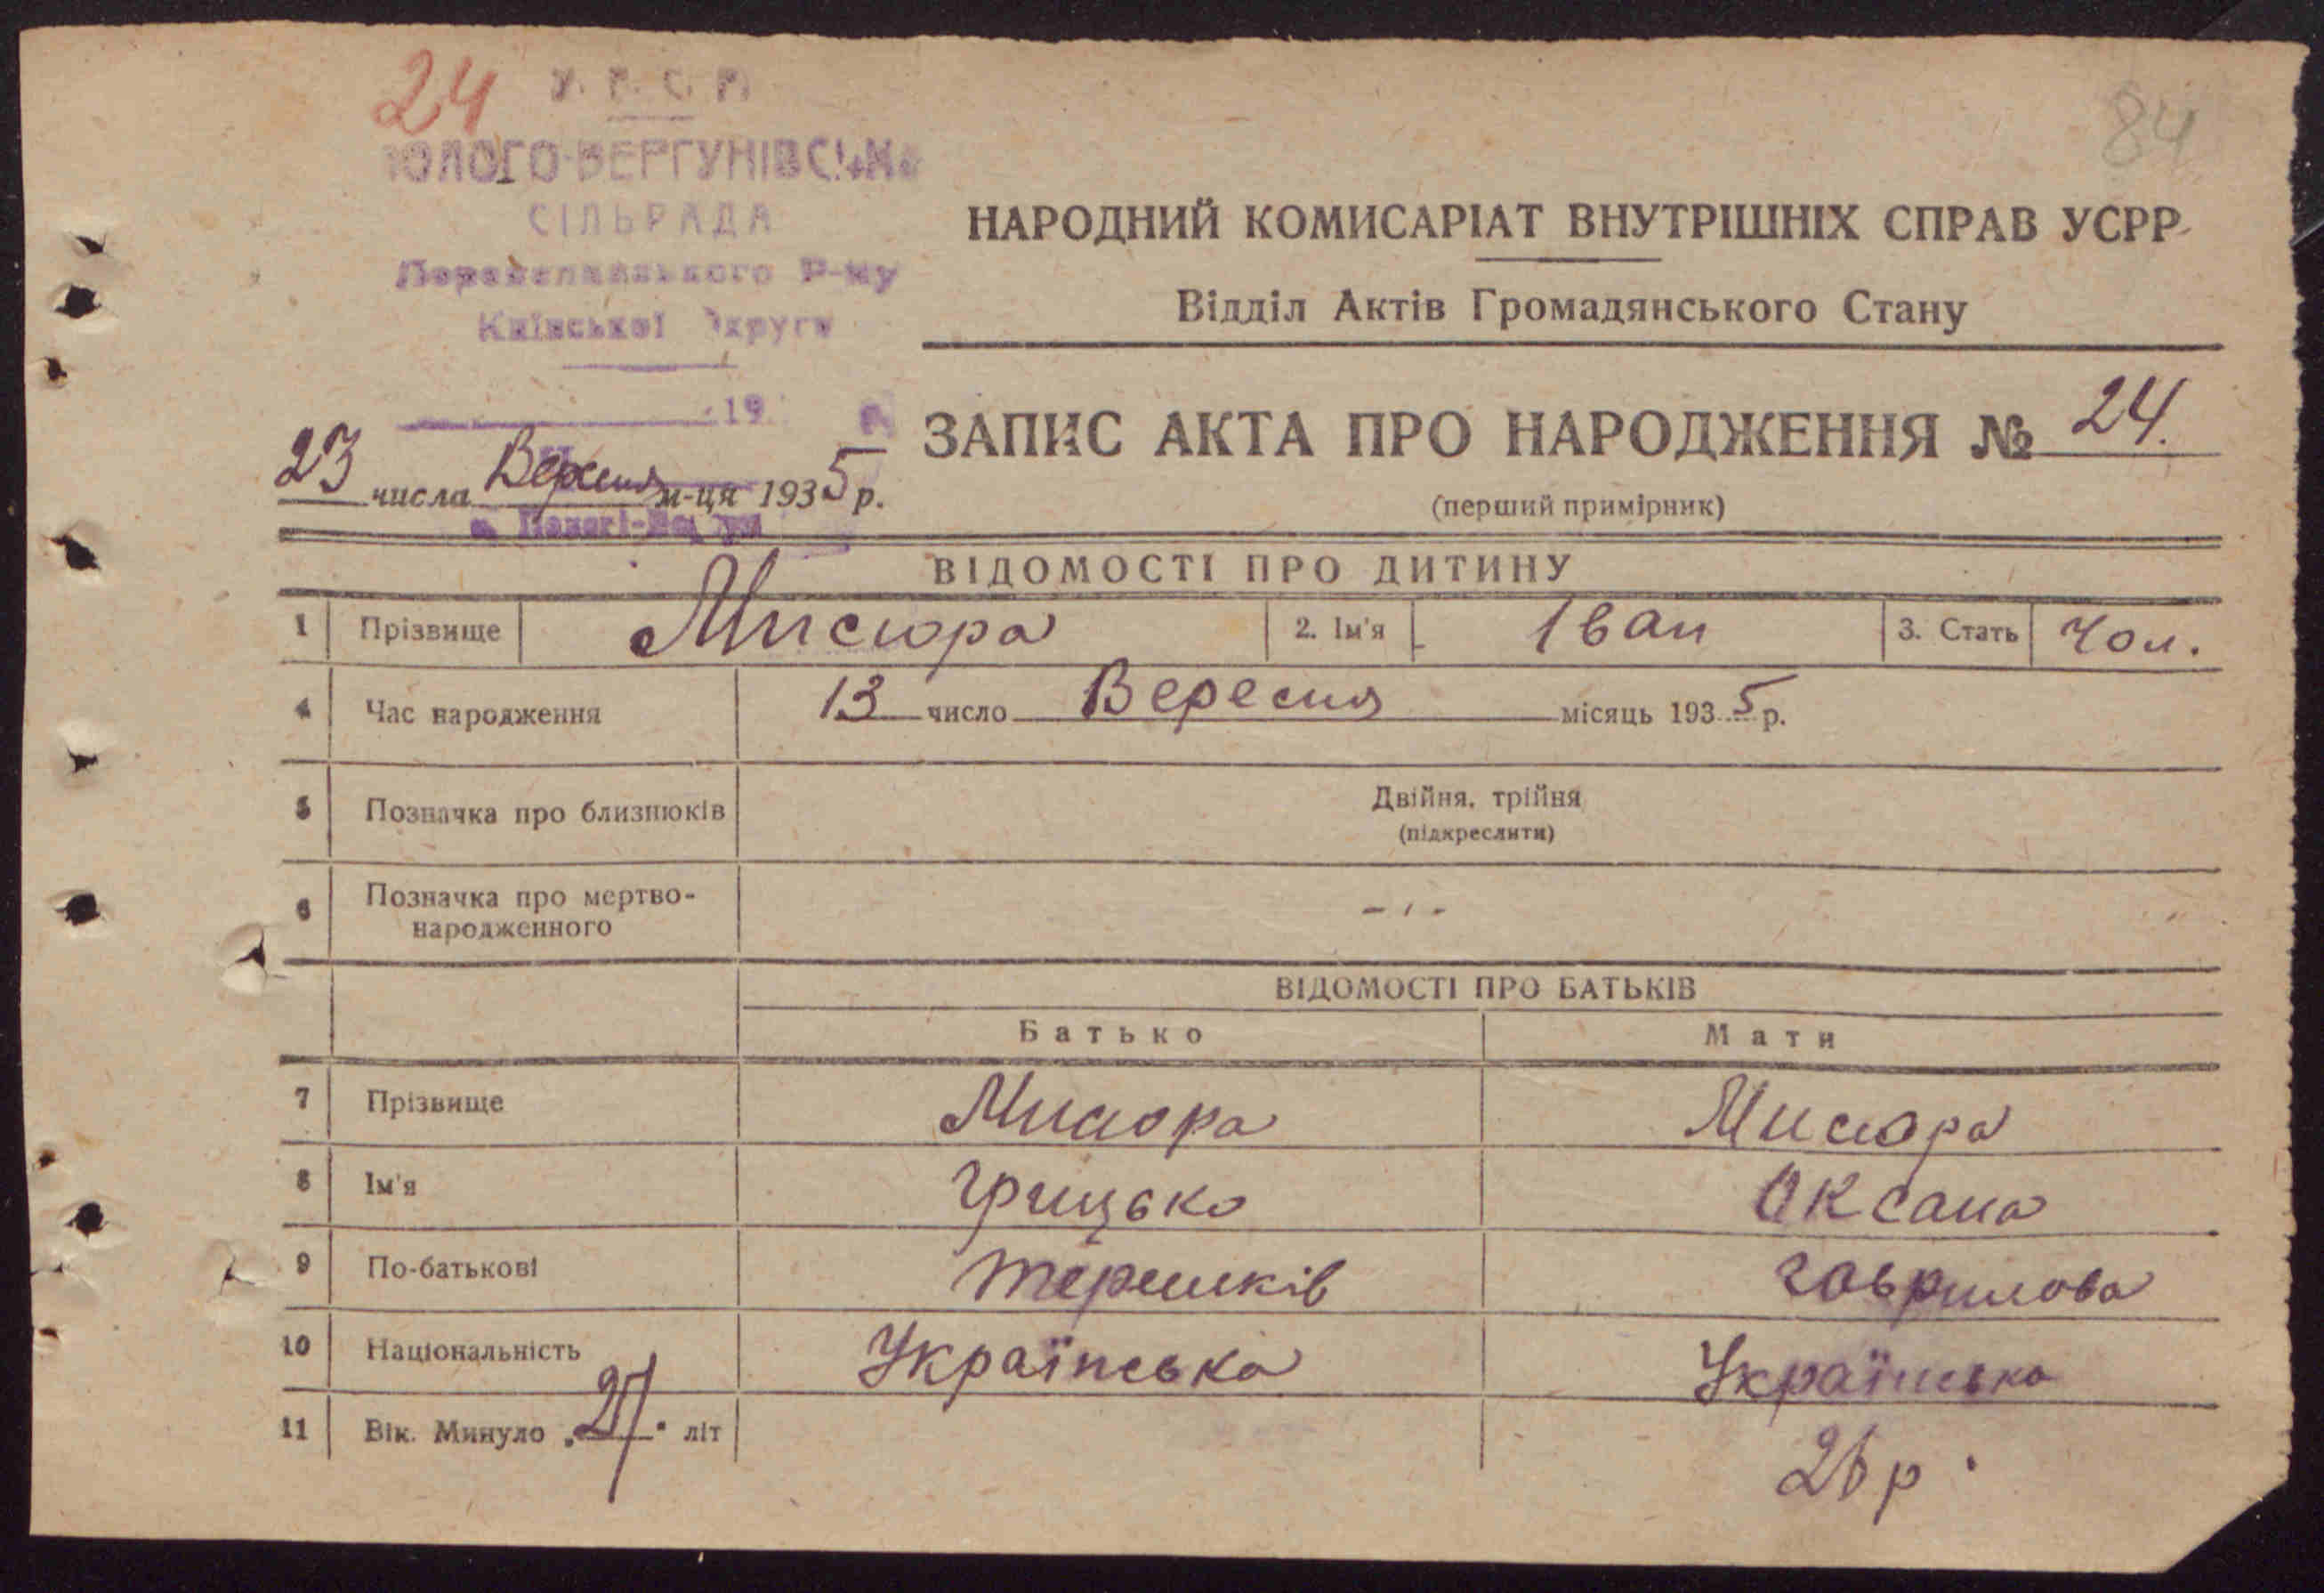 24
У. Р. С. Р.
84
ПОЛОГО-ВЕРГУНІВСЬКА
СІЛЬРАДА
Переяславського Р-ну
Київської Округи
НАРОДНИЙ КОМИСАРІАТ ВНУТРІШНІХ СПРАВ УСРР
Відділ Актів Громадянського Стану
19 р.
23 числа Вересня м-ця 1935 р.
ЗАПИС АКТА ПРО НАРОДЖЕННЯ № 24.
(перший примірник)
ВІДОМОСТІ ПРО ДИТИНУ
1 Прізвище Мисюра 2. Ім'я Іван 3. Стать Чол.
4 Час народження 13 число Вересня місяць 1935 р.
5 Позначка про близнюків Двійня, трійня
(підкреслити)
6 Позначка про мертво-
народженного - ı -
ВІДОМОСТІ ПРО БАТЬКІВ
Батько Мати
7 Прізвище Мисюра Мисюра
8 Ім'я Грицько Оксана
9 По-батькові Терешків Гаврилова
10 Національність Українська Українська
11 Вік. Минуло 27. літ 26 р.